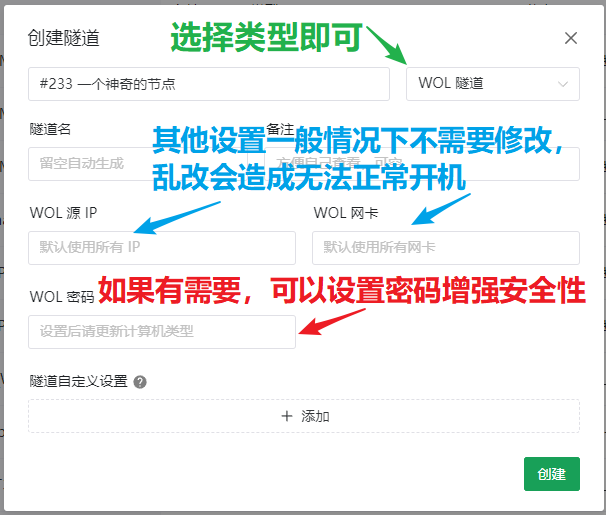 选择类型即可
创建隧道
#233 一个神奇的节点
WOL 隧道
隧道名
备注
其他设置一般情况下不需要修改，
留空自动生成
方便自己查看，可空
乱改会造成无法正常开机
WOL 源 IP
WOL 网卡
默认使用所有 IP
默认使用所有网卡
WOL 密码
如果有需要，可以设置密码增强安全性
设置后请更新计算机类型
隧道自定义设置
添加
创建